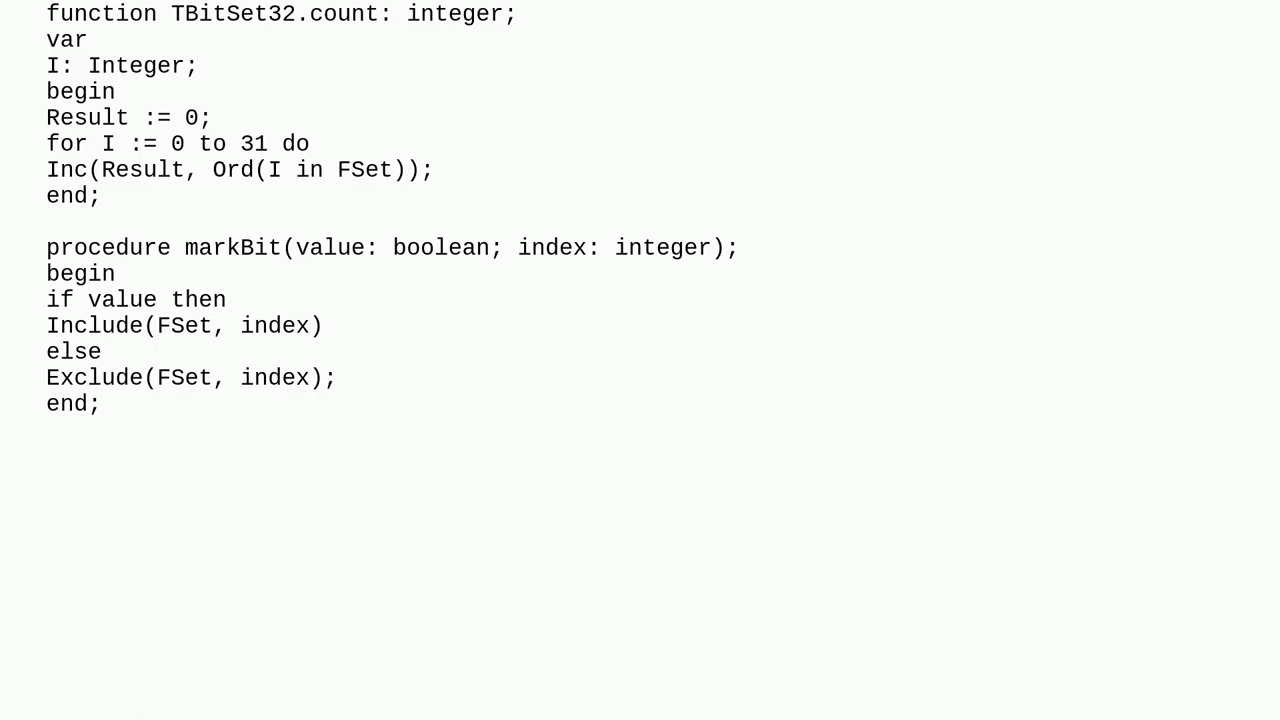 function TBitSet32.count: integer;
var
I: Integer;
begin
Result := 0;
for I := 0 to 31 do
Inc(Result, Ord(I in FSet));
end;

procedure markBit(value: boolean; index: integer);
begin
if value then
Include(FSet, index)
else
Exclude(FSet, index);
end;